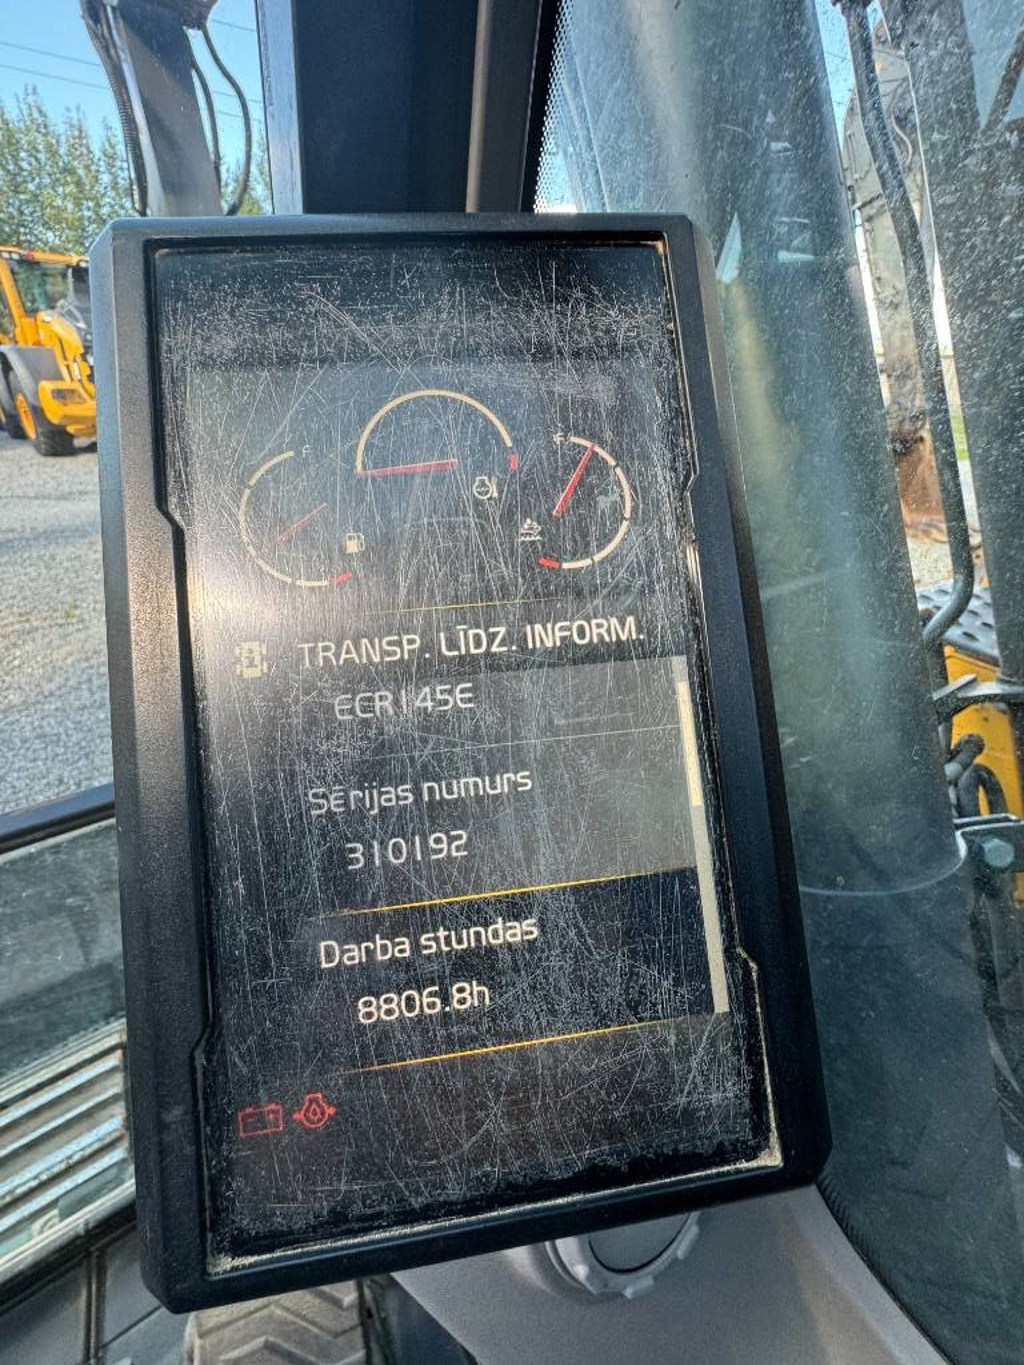 TRANSP. LĪDZ. INFORM.
ECR145E
Sērijas numurs
310192
Darba stundas
8806.8h